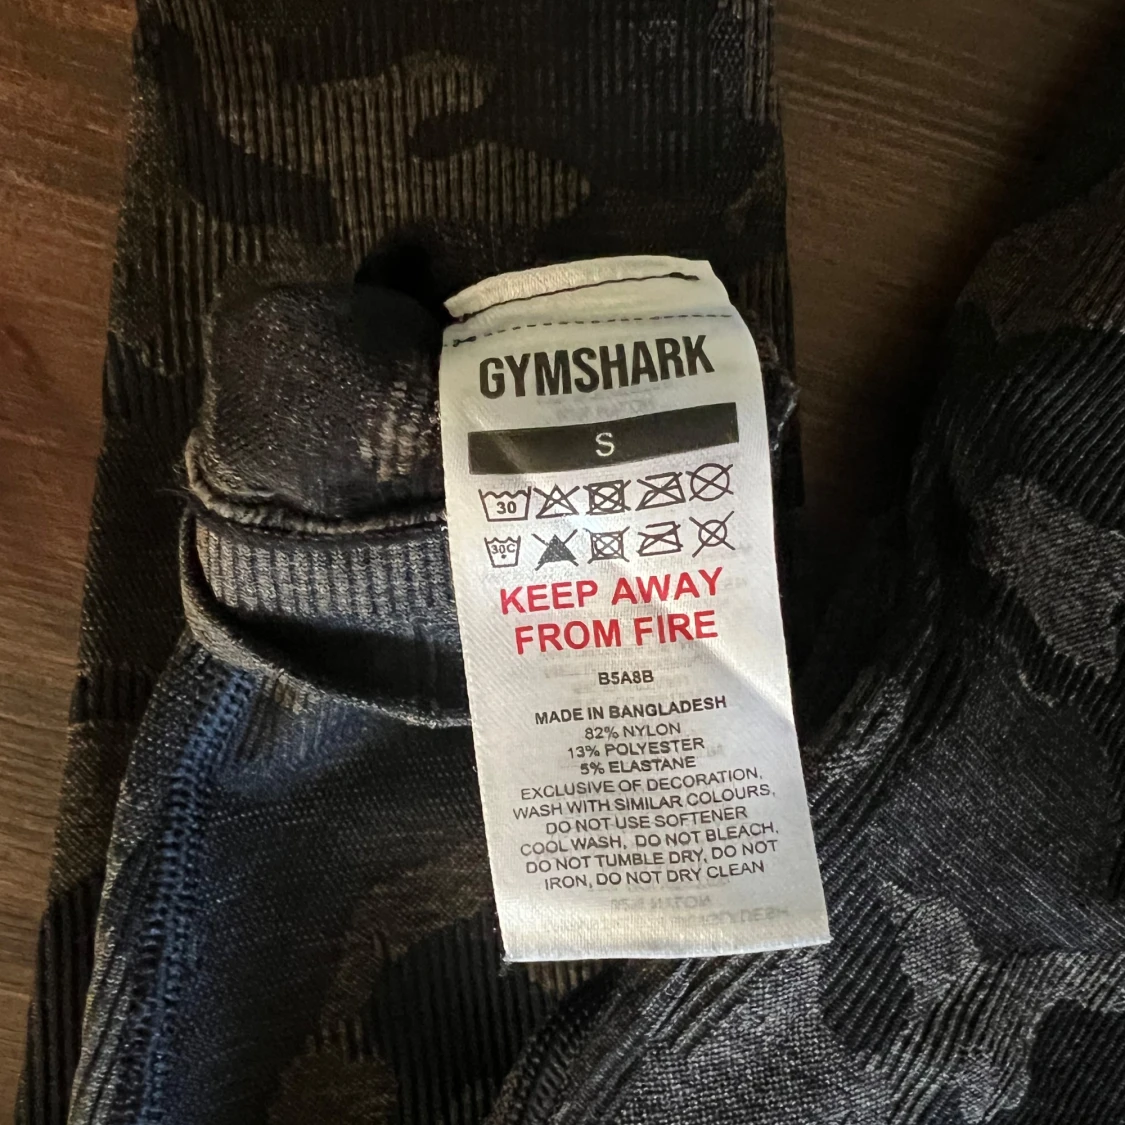 GYMSHARK
S
30
30C
KEEP AWAY
FROM FIRE
B5A8B
MADE IN BANGLADESH
82% NYLON
13% POLYESTER
5% ELASTANE
EXCLUSIVE OF DECORATION,
WASH WITH SIMILAR COLOURS,
DO NOT USE SOFTENER
COOL WASH, DO NOT BLEACH,
DO NOT TUMBLE DRY, DO NOT
IRON, DO NOT DRY CLEAN